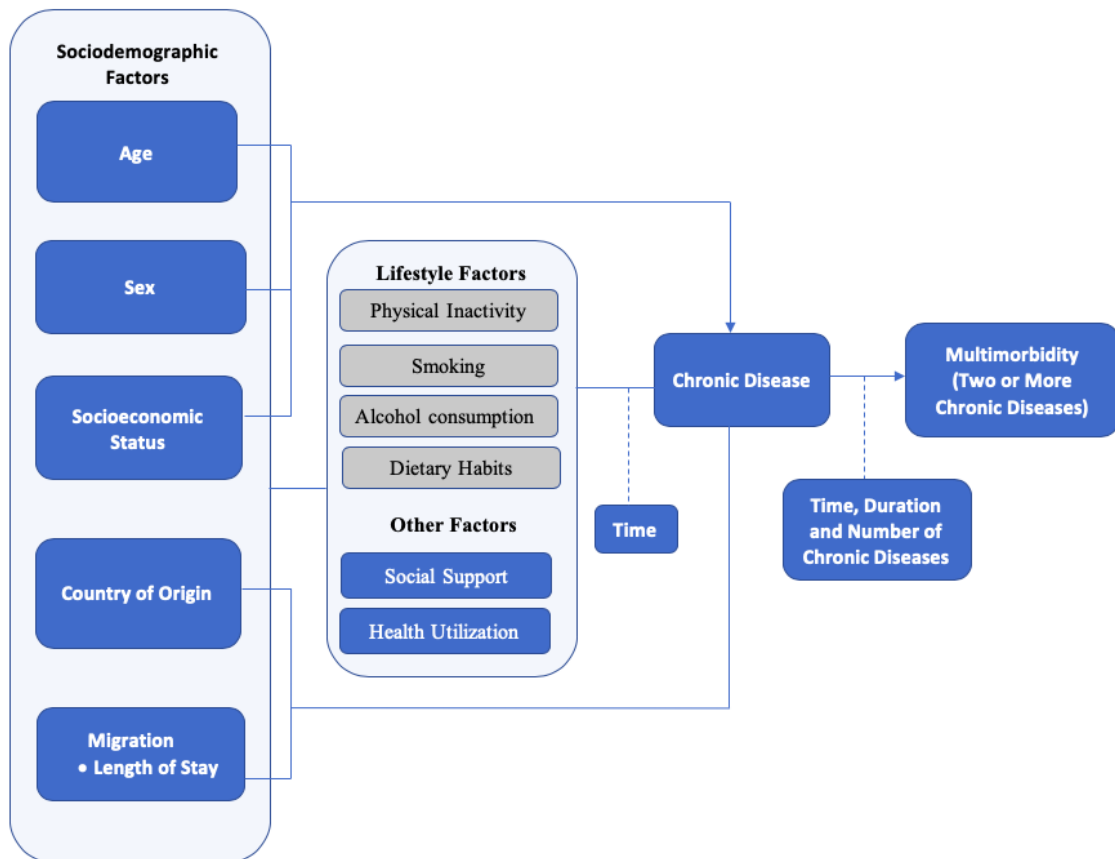 Sociodemographic
Factors
Age
Sex
Socioeconomic
Status
Country of Origin
Migration
• Length of Stay
Lifestyle Factors
Physical Inactivity
Smoking
Alcohol consumption
Dietary Habits
Other Factors
Social Support
Health Utilization
Time
Chronic Disease
Multimorbidity
(Two or More
Chronic Diseases)
Time, Duration
and Number of
Chronic Diseases